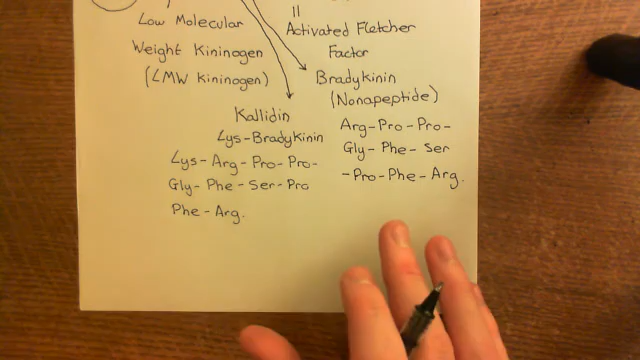 Low Molecular
Weight Kininogen
(LMW kininogen)
=
Activated Fletcher
Factor
Bradykinin
(Nonapeptide)
Arg-Pro-Pro-
Gly-Phe-Ser
-Pro-Phe-Arg.
Kallidin
Lys-Bradykinin
Lys-Arg-Pro-Pro-
Gly-Phe-Ser-Pro
Phe-Arg.